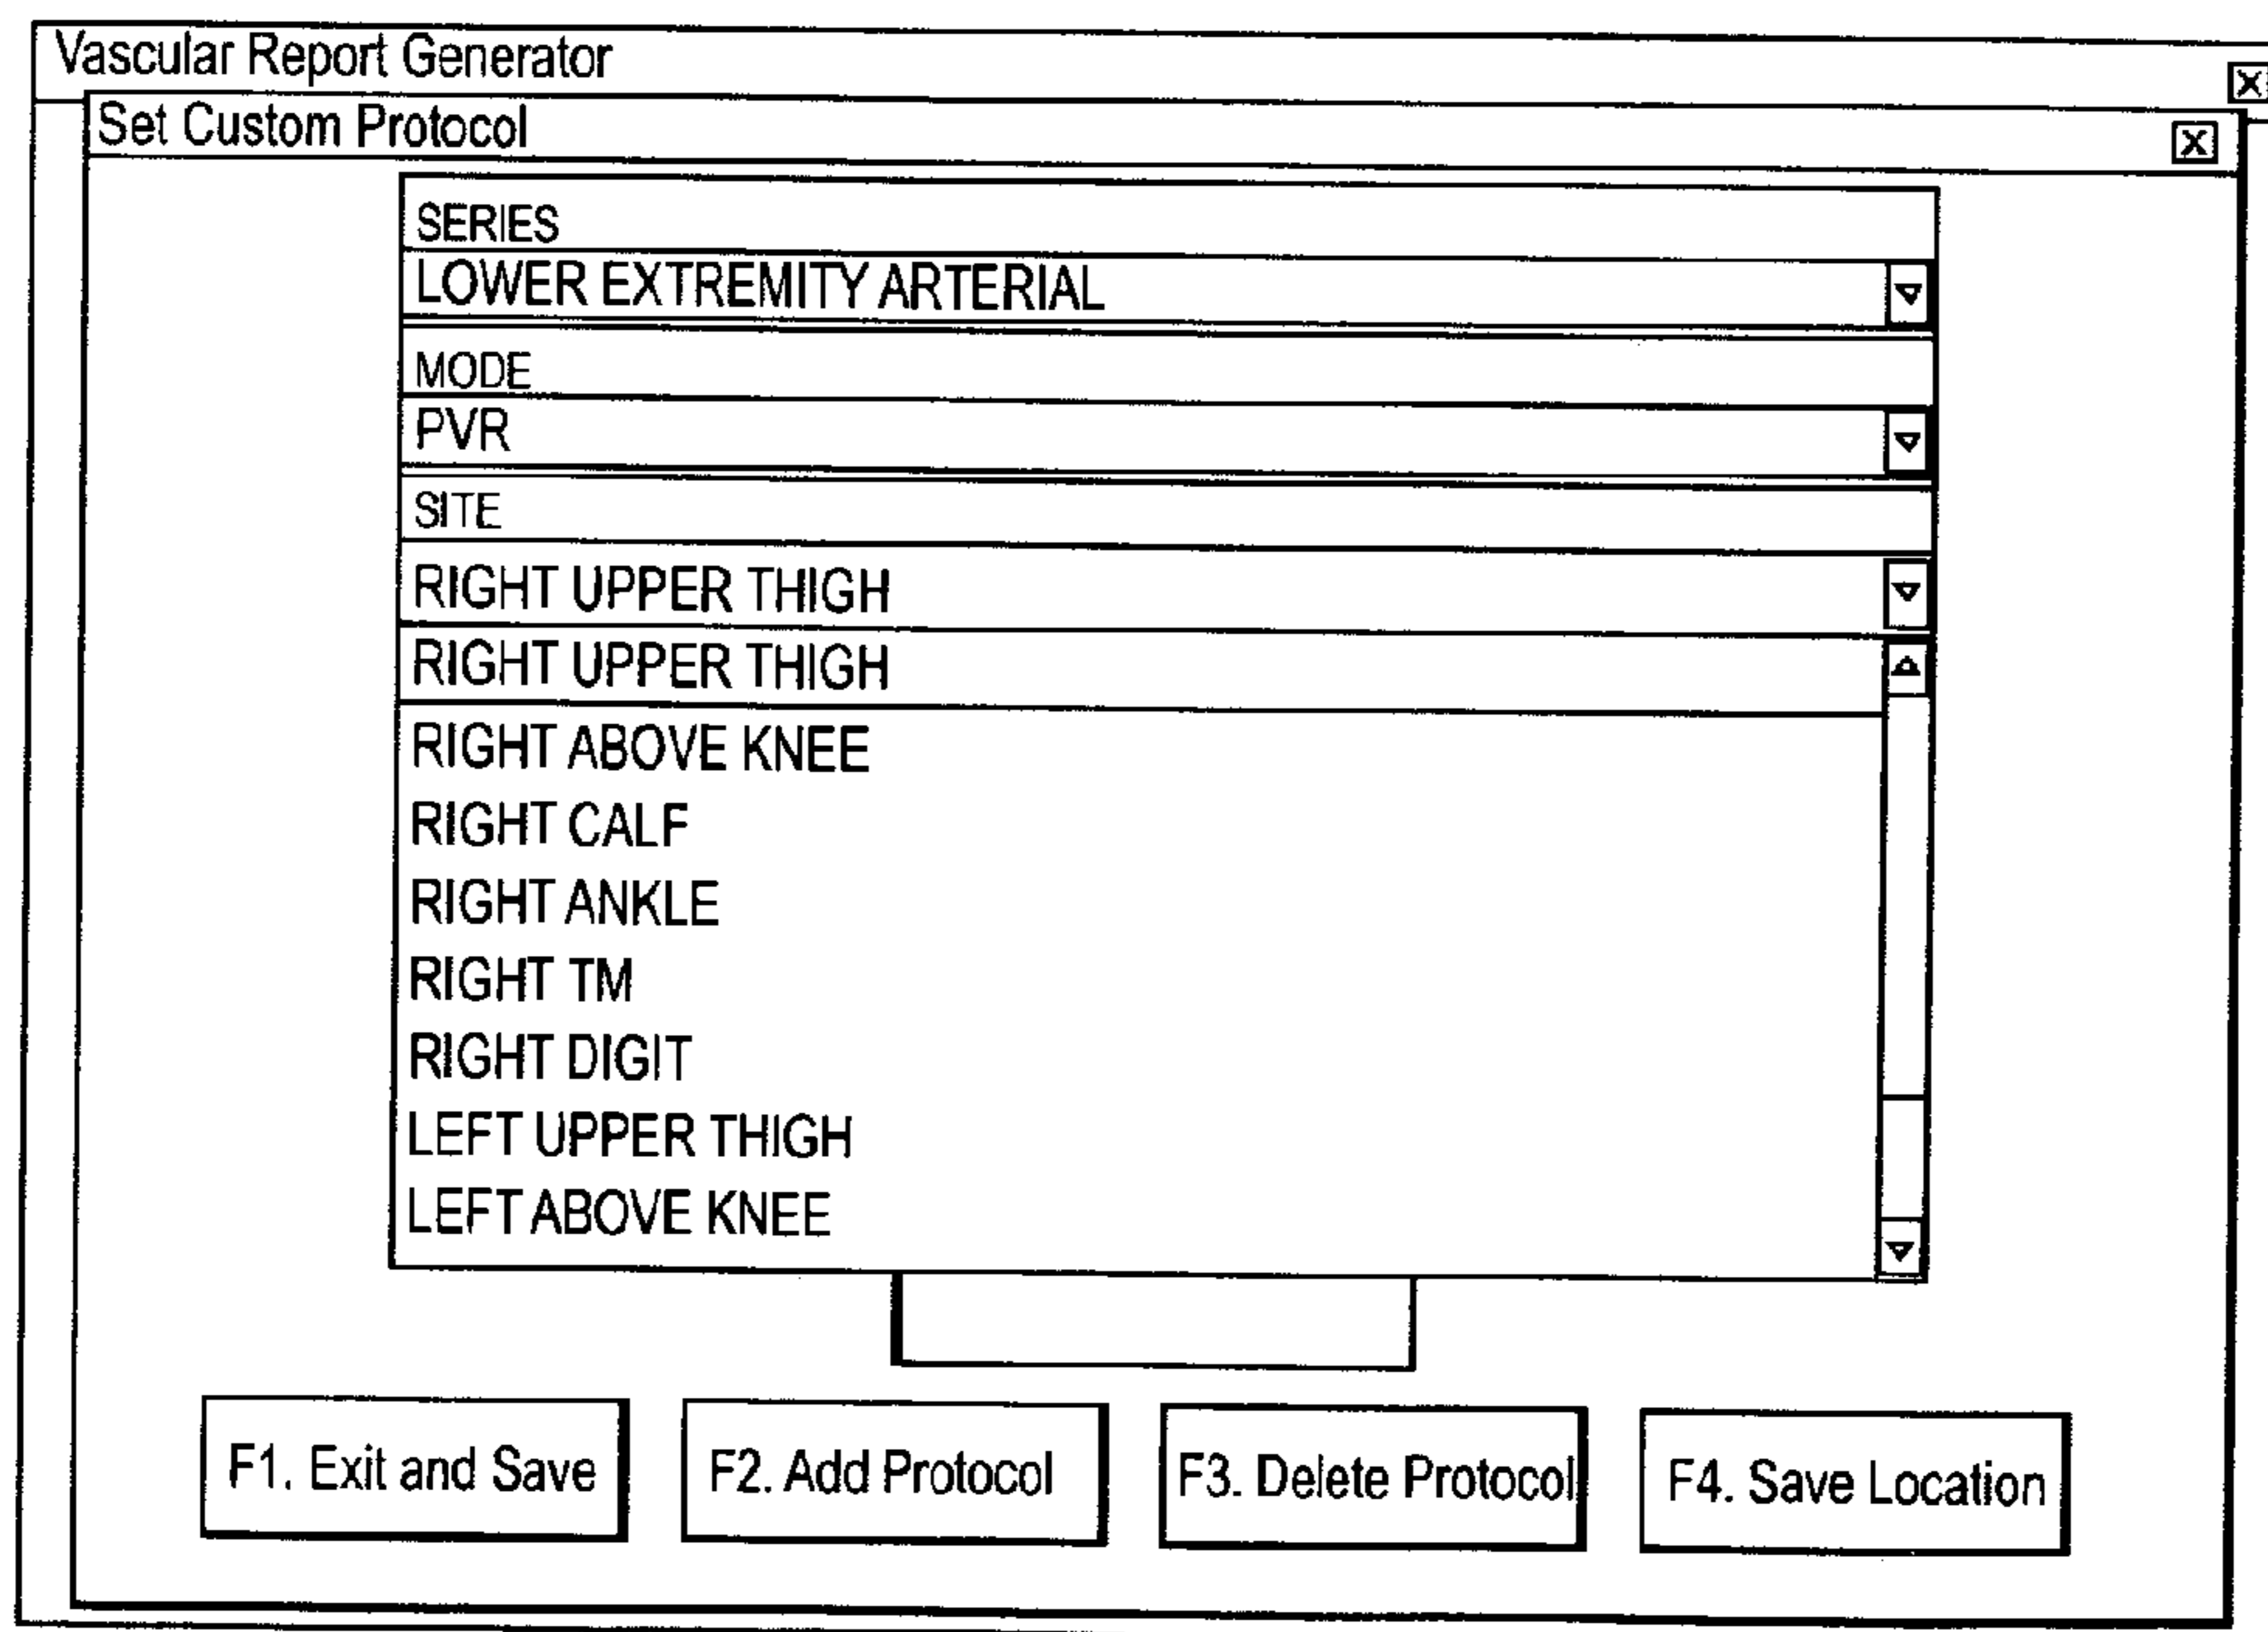 Vascular Report Generator
Set Custom Protocol
SERIES
LOWER EXTREMITY ARTERIAL
MODE
PVR
SITE
RIGHT UPPER THIGH
RIGHT UPPER THIGH
RIGHT ABOVE KNEE
RIGHT CALF
RIGHT ANKLE
RIGHT TM
RIGHT DIGIT
LEFT UPPER THIGH
LEFT ABOVE KNEE
F1. Exit and Save F2. Add Protocol F3. Delete Protocol F4. Save Location